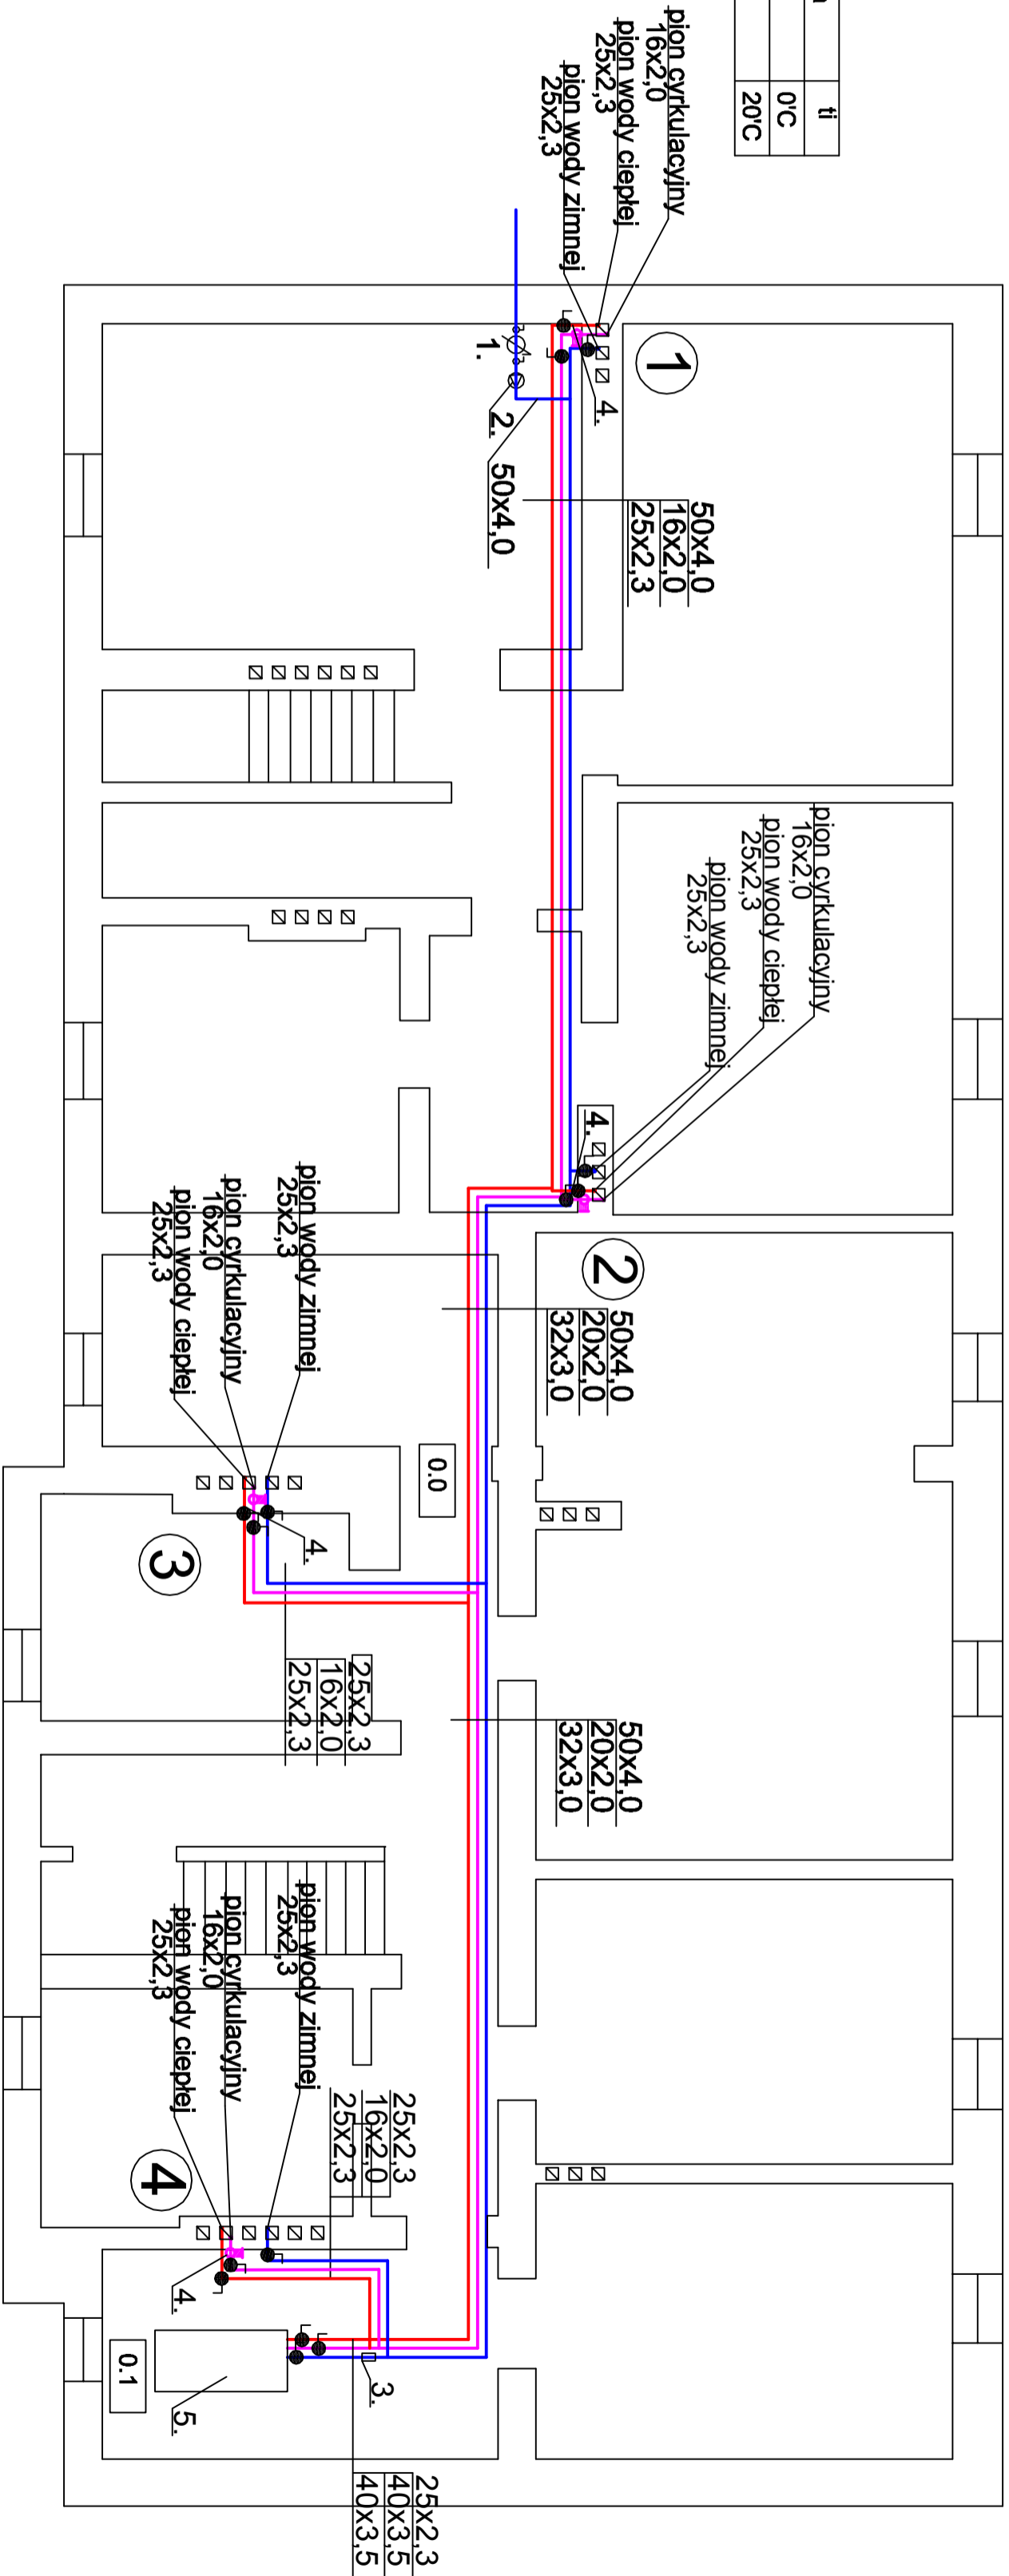 ti
0'C
20'C
pion cyrkulacyjny
16x2,0
pion wody ciepłej
25x2,3
pion wody zimnej
25x2,3
1
1.
2.
4.
50x4,0
50x4,0
16x2,0
25x2,3
pion cyrkulacyjny
16x2,0
pion wody ciepłej
25x2,3
pion wody zimnej
25x2,3
4.
2
50x4,0
20x2,0
32x3,0
pion wody zimnej
25x2,3
pion cyrkulacyjny
16x2,0
pion wody ciepłej
25x2,3
0.0
4.
3
25x2,3
16x2,0
25x2,3
50x4,0
20x2,0
32x3,0
pion wody zimnej
25x2,3
pion cyrkulacyjny
16x2,0
pion wody ciepłej
25x2,3
25x2,3
16x2,0
25x2,3
4
4.
3.
0.1
5.
25x2,3
40x3,5
40x3,5